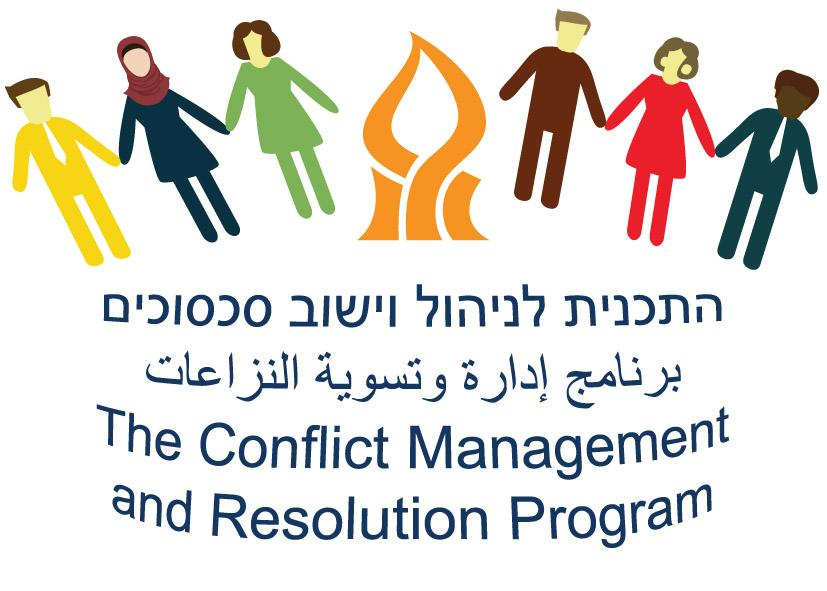 התכנית לניהול וישוב סכסוכים
برنامج إدارة وتسوية النزاعات
The Conflict Management
and Resolution Program